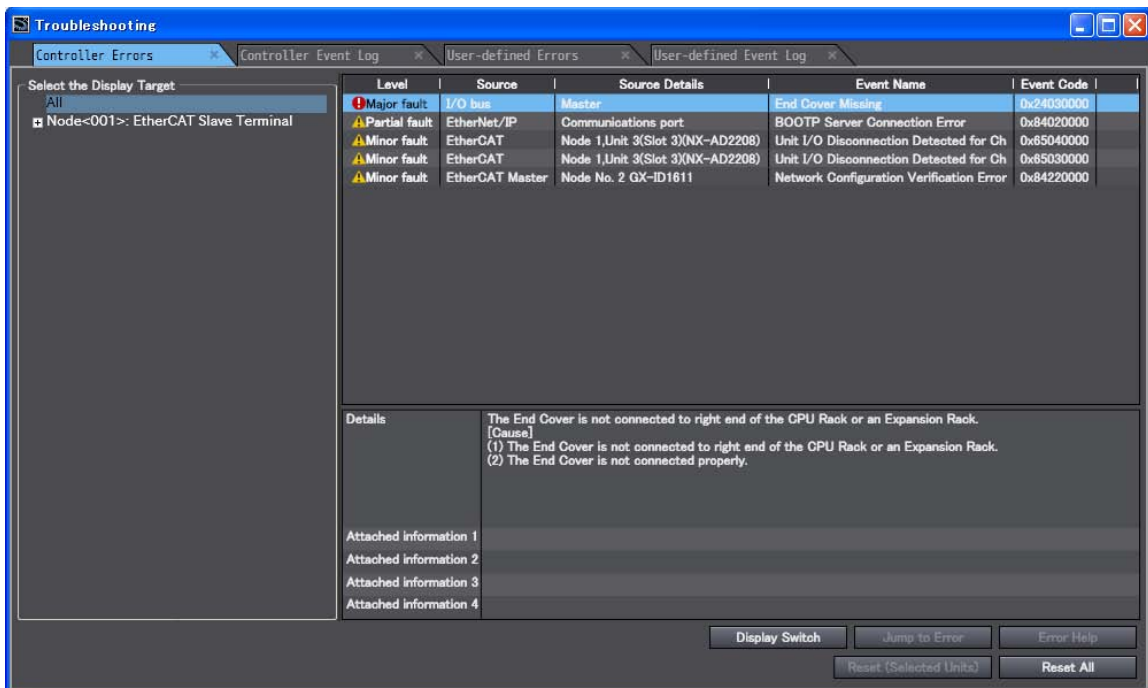 Troubleshooting
Controller Errors
Controller Event Log
User-defined Errors
User-defined Event Log
Select the Display Target
All
Node<001>: EtherCAT Slave Terminal
Level Source Source Details Event Name Event Code
Major fault I/O bus Master End Cover Missing 0x24030000
Partial fault EtherNet/IP Communications port BOOTP Server Connection Error 0x84020000
Minor fault EtherCAT Node 1,Unit 3(Slot 3)(NX-AD2208) Unit I/O Disconnection Detected for Ch 0x65040000
Minor fault EtherCAT Node 1,Unit 3(Slot 3)(NX-AD2208) Unit I/O Disconnection Detected for Ch 0x65030000
Minor fault EtherCAT Master Node No. 2 GX-ID1611 Network Configuration Verification Error 0x84220000
Details
The End Cover is not connected to right end of the CPU Rack or an Expansion Rack.
[Cause]
(1) The End Cover is not connected to right end of the CPU Rack or an Expansion Rack.
(2) The End Cover is not connected properly.
Attached information 1
Attached information 2
Attached information 3
Attached information 4
Display Switch Jump to Error Error Help
Reset (Selected Units) Reset All